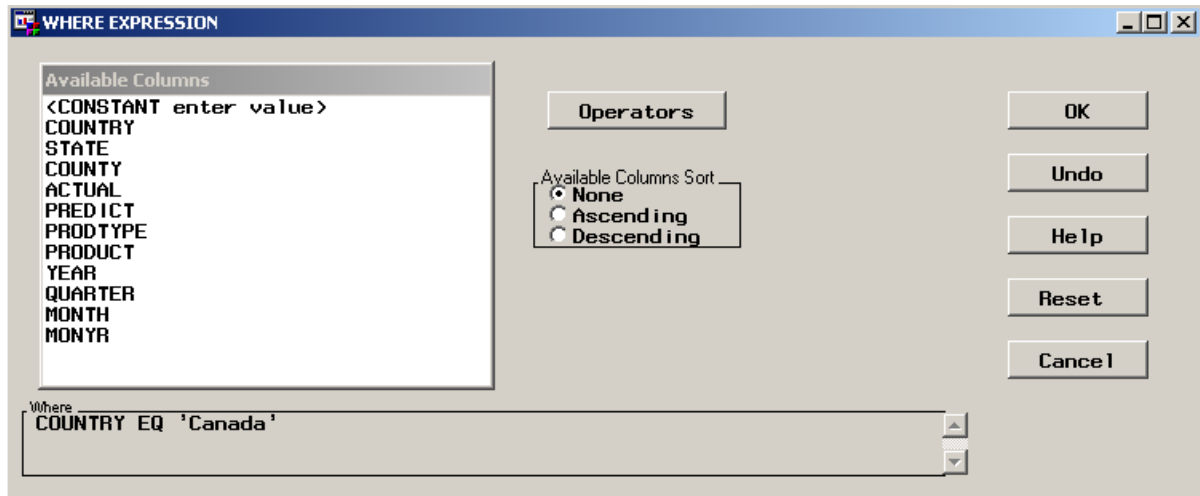 WHERE EXPRESSION
Available Columns
<CONSTANT enter value>
COUNTRY
STATE
COUNTY
ACTUAL
PREDICT
PRODTYPE
PRODUCT
YEAR
QUARTER
MONTH
MONYR
Operators
Available Columns Sort
None
Ascending
Descending
OK
Undo
Help
Reset
Cancel
Where
COUNTRY EQ 'Canada'